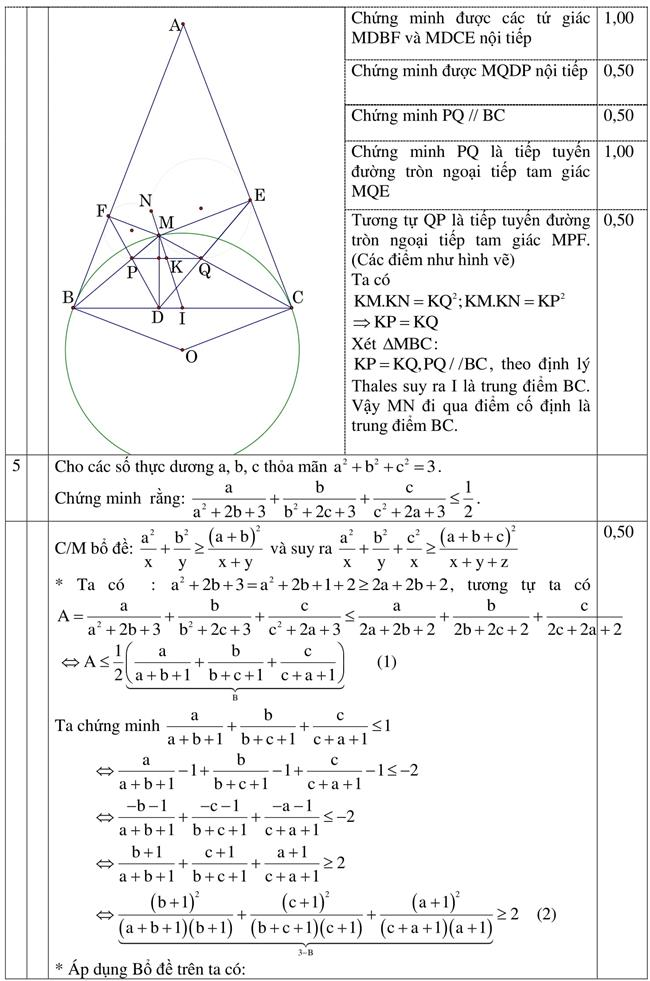 A
N
F
E
M
P
K
Q
B
D
I
C
O
Chứng minh được các tứ giác 1,00
MDBF và MDCE nội tiếp
Chứng minh được MQDP nội tiếp 0,50
Chứng minh PQ // BC 0,50
Chứng minh PQ là tiếp tuyến 1,00
đường tròn ngoại tiếp tam giác
MQE
Tương tự QP là tiếp tuyến đường 0,50
tròn ngoại tiếp tam giác MPF.
(Các điểm như hình vẽ)
Ta có
KM.KN = KQ²; KM.KN = KP²
⇒ KP = KQ
Xét ΔMBC:
KP = KQ, PQ // BC, theo định lý
Thales suy ra I là trung điểm BC.
Vậy MN đi qua điểm cố định là
trung điểm BC.
5 Cho các số thực dương a, b, c thỏa mãn a² + b² + c² = 3.
Chứng minh rằng: a/(a² + 2b + 3) + b/(b² + 2c + 3) + c/(c² + 2a + 3) ≤ 1/2.
C/M bổ đề: a²/x + b²/y ≥ (a + b)²/(x + y) và suy ra a²/x + b²/y + c²/x ≥ (a + b + c)²/(x + y + z) 0,50
* Ta có : a² + 2b + 3 = a² + 2b + 1 + 2 ≥ 2a + 2b + 2, tương tự ta có
A = a/(a² + 2b + 3) + b/(b² + 2c + 3) + c/(c² + 2a + 3) ≤ a/(2a + 2b + 2) + b/(2b + 2c + 2) + c/(2c + 2a + 2)
⇔ A ≤ 1/2 (a/(a + b + 1) + b/(b + c + 1) + c/(c + a + 1)) (1)
B
Ta chứng minh a/(a + b + 1) + b/(b + c + 1) + c/(c + a + 1) ≤ 1
⇔ a/(a + b + 1) − 1 + b/(b + c + 1) − 1 + c/(c + a + 1) − 1 ≤ −2
⇔ (−b − 1)/(a + b + 1) + (−c − 1)/(b + c + 1) + (−a − 1)/(c + a + 1) ≤ −2
⇔ (b + 1)/(a + b + 1) + (c + 1)/(b + c + 1) + (a + 1)/(c + a + 1) ≥ 2
⇔ (b + 1)²/((a + b + 1)(b + 1)) + (c + 1)²/((b + c + 1)(c + 1)) + (a + 1)²/((c + a + 1)(a + 1)) ≥ 2 (2)
3−B
* Áp dụng Bổ đề trên ta có: